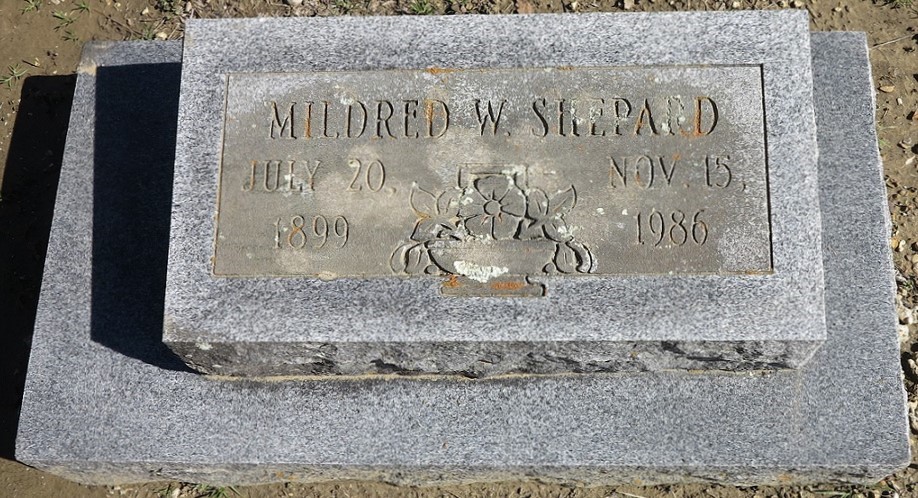 MILDRED W. SHEPARD
JULY 20, NOV. 15,
1899 1986